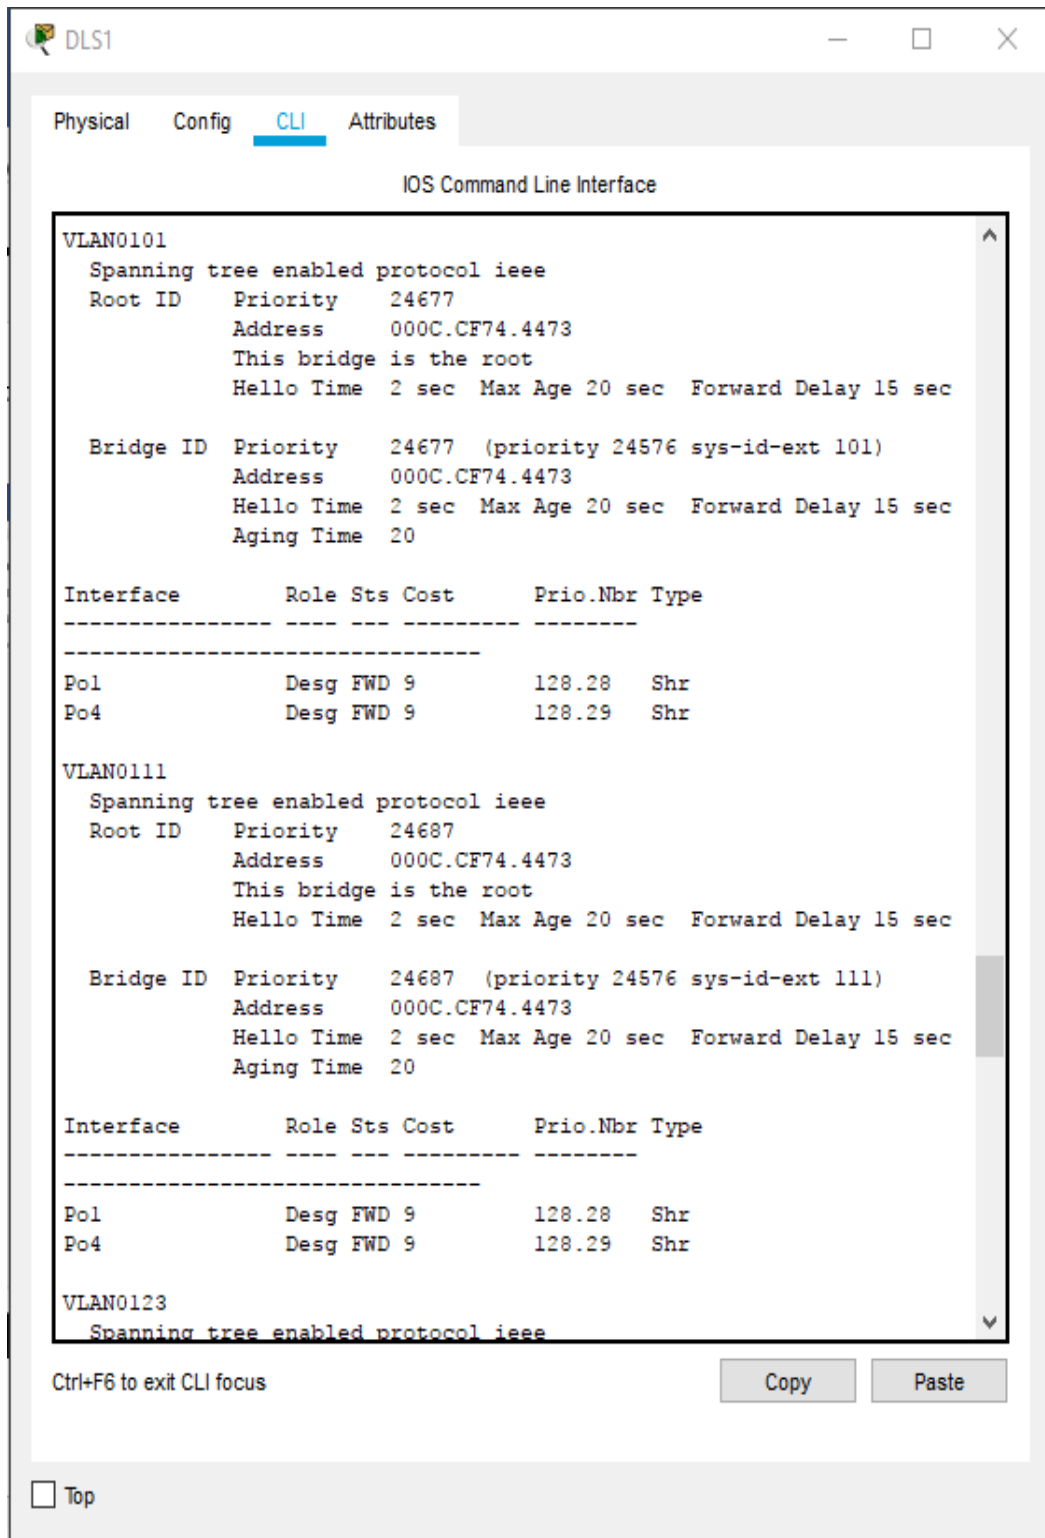 DLS1
Physical Config CLI Attributes
IOS Command Line Interface
VLAN0101
  Spanning tree enabled protocol ieee
  Root ID    Priority    24677
             Address     000C.CF74.4473
             This bridge is the root
             Hello Time  2 sec  Max Age 20 sec  Forward Delay 15 sec

  Bridge ID  Priority    24677  (priority 24576 sys-id-ext 101)
             Address     000C.CF74.4473
             Hello Time  2 sec  Max Age 20 sec  Forward Delay 15 sec
             Aging Time  20

Interface        Role Sts Cost      Prio.Nbr Type
---------------- ---- --- --------- --------
--------------------------------
Po1              Desg FWD 9         128.28   Shr
Po4              Desg FWD 9         128.29   Shr

VLAN0111
  Spanning tree enabled protocol ieee
  Root ID    Priority    24687
             Address     000C.CF74.4473
             This bridge is the root
             Hello Time  2 sec  Max Age 20 sec  Forward Delay 15 sec

  Bridge ID  Priority    24687  (priority 24576 sys-id-ext 111)
             Address     000C.CF74.4473
             Hello Time  2 sec  Max Age 20 sec  Forward Delay 15 sec
             Aging Time  20

Interface        Role Sts Cost      Prio.Nbr Type
---------------- ---- --- --------- --------
--------------------------------
Po1              Desg FWD 9         128.28   Shr
Po4              Desg FWD 9         128.29   Shr

VLAN0123
  Spanning tree enabled protocol ieee
Ctrl+F6 to exit CLI focus Copy Paste
Top